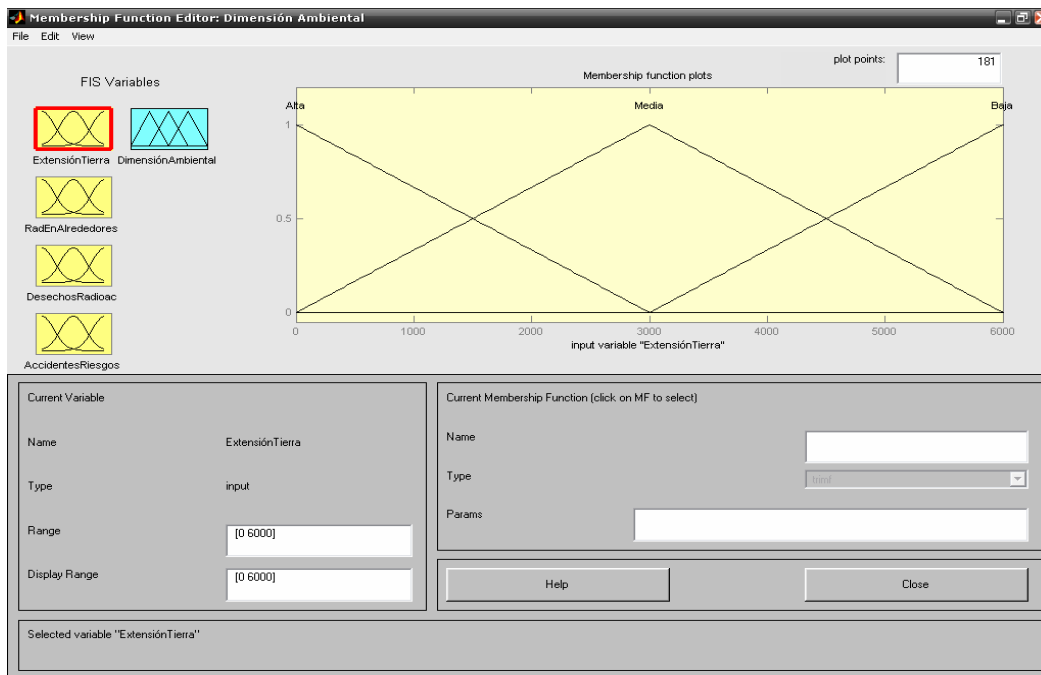 Membership Function Editor: Dimensión Ambiental
File Edit View
FIS Variables
plot points: 181
Membership function plots
ExtensiónTierra DimensiónAmbiental
RadEnAlrededores
DesechosRadioac
AccidentesRiesgos
Alta Media Baja
1
0.5
0
0 1000 2000 3000 4000 5000 6000
input variable "ExtensiónTierra"
Current Variable
Name ExtensiónTierra
Type input
Range [0 6000]
Display Range [0 6000]
Current Membership Function (click on MF to select)
Name
Type trimf
Params
Help Close
Selected variable "ExtensiónTierra"